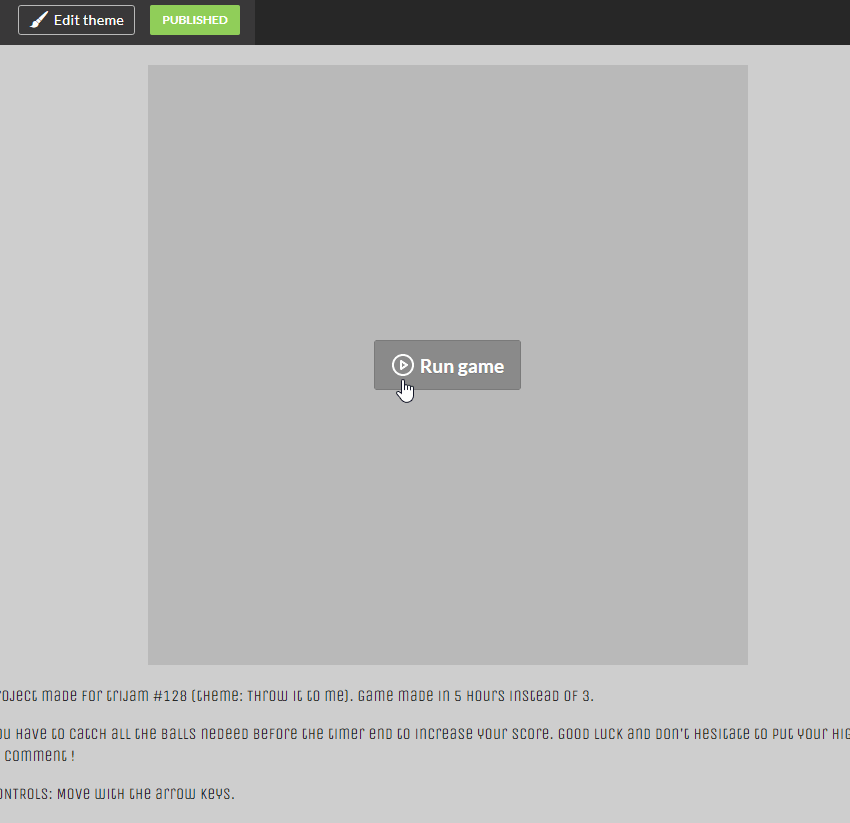 Edit theme
PUBLISHED
Run game
roject made for Trijam #128 (theme: Throw it to me). Game made in 5 hours instead of 3.
ou have to catch all the balls nedeed before the timer end to increase your score. Good luck and don't hesitate to put your hig
comment !
ontrols: Move with the arrow keys.